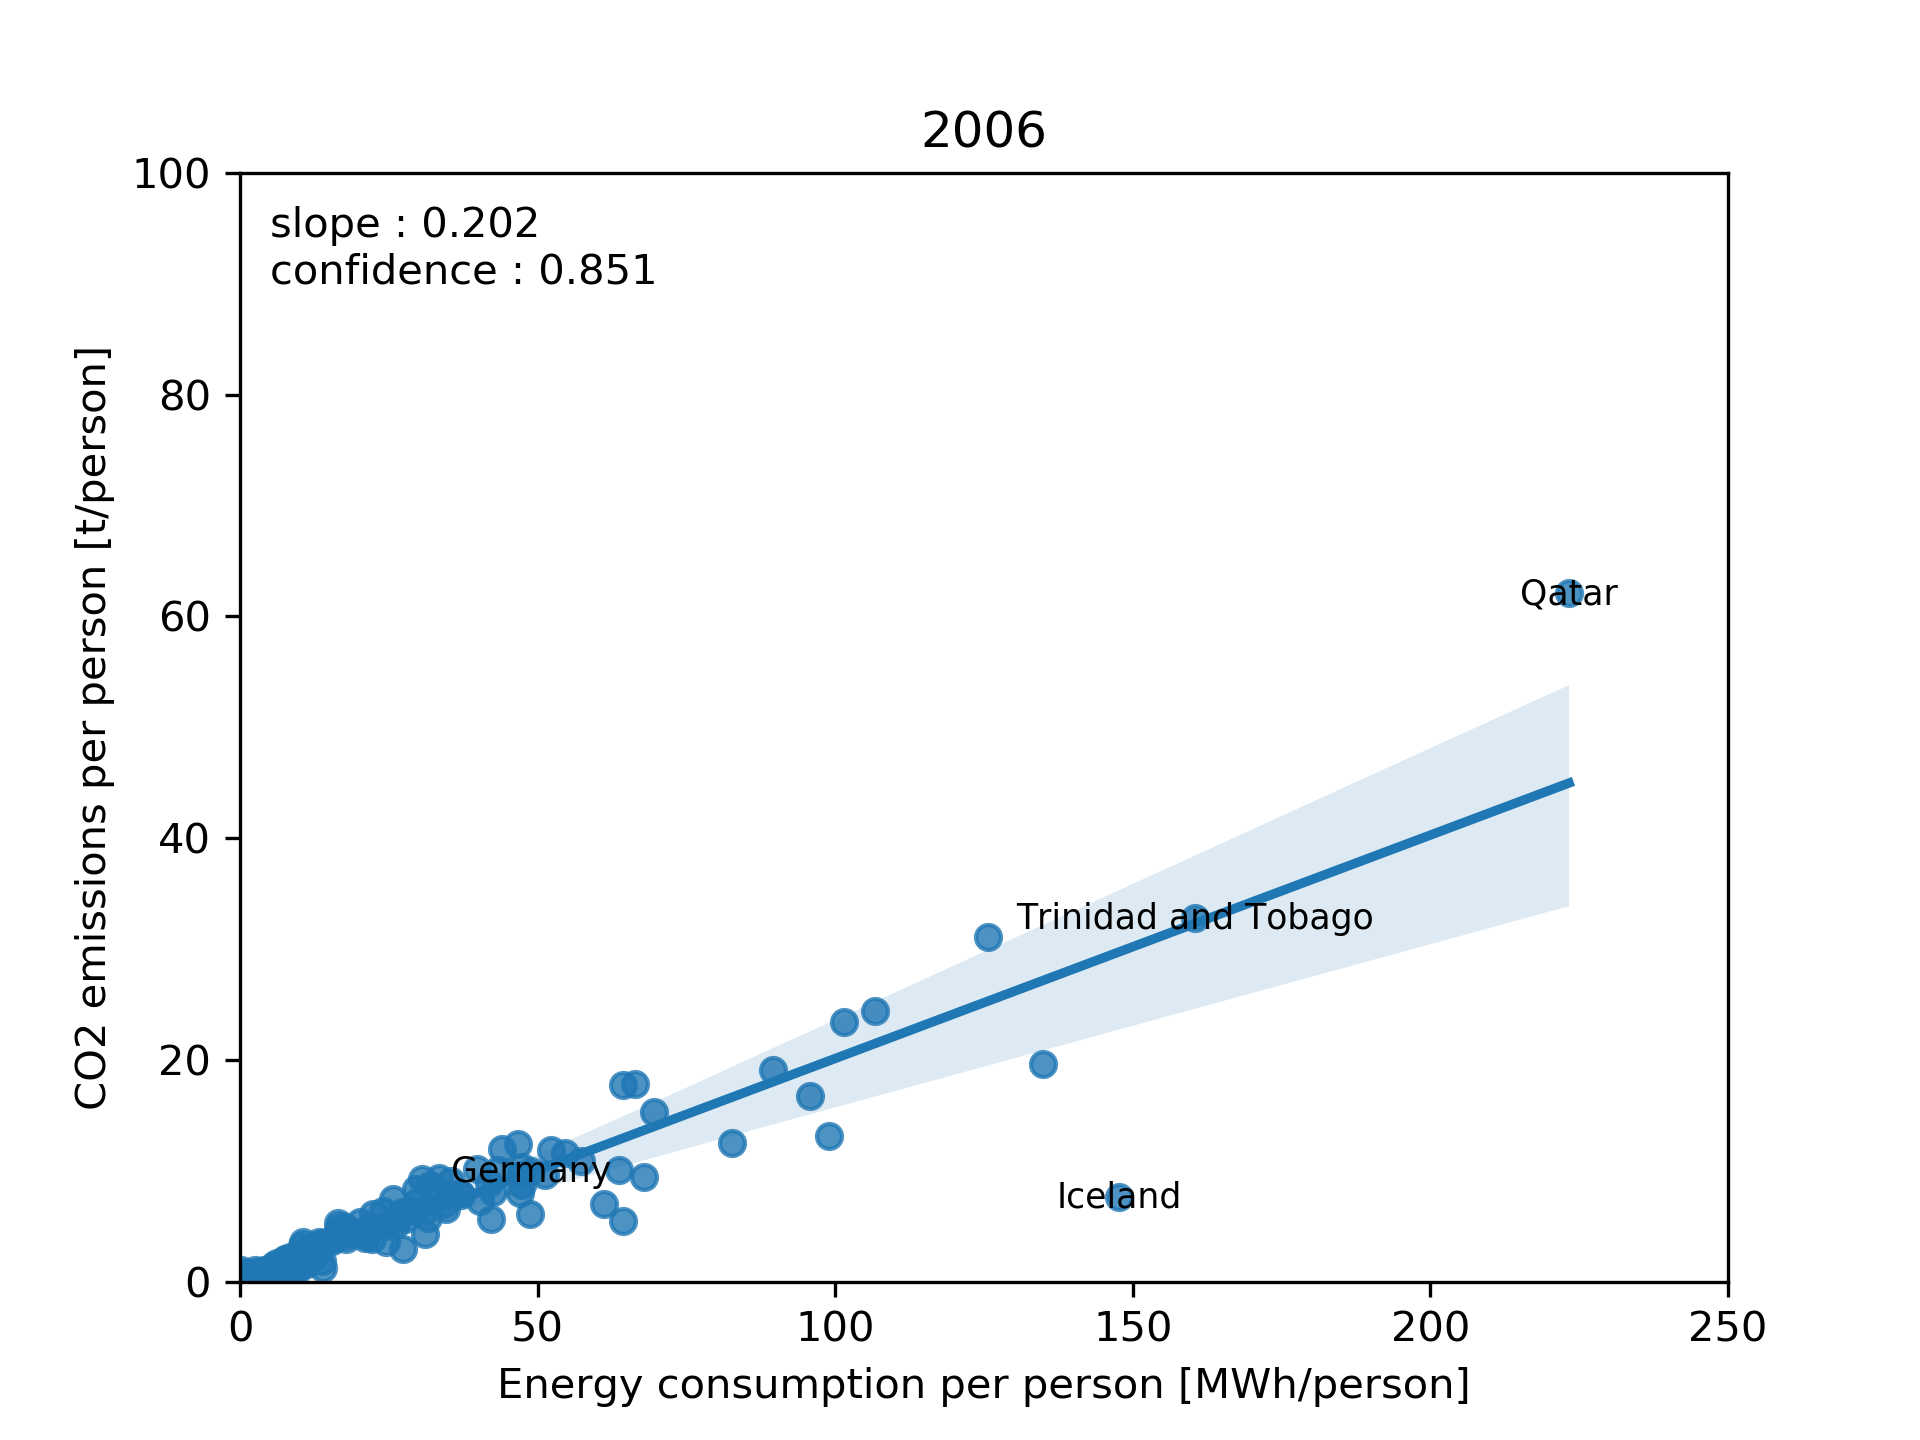 2006
slope : 0.202
confidence : 0.851
100
80
60
40
20
0
CO2 emissions per person [t/person]
Qatar
Trinidad and Tobago
Germany
Iceland
0 50 100 150 200 250
Energy consumption per person [MWh/person]